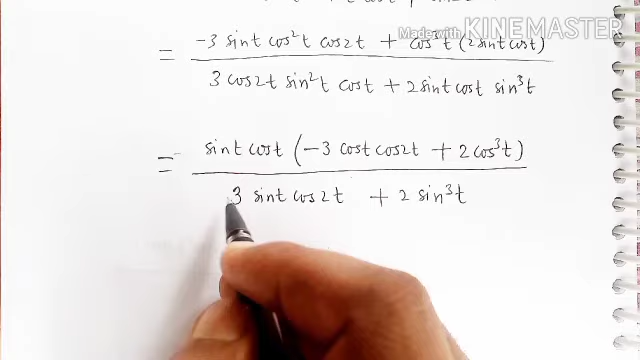 Made with KINEMASTER
= -3 sint cos²t cos2t + cos³t (2sint cost)
3 cos2t sin²t cost + 2sint cost sin³t
= sint cost (-3 cost cos2t + 2cos³t)
3 sint cos2t + 2 sin³t